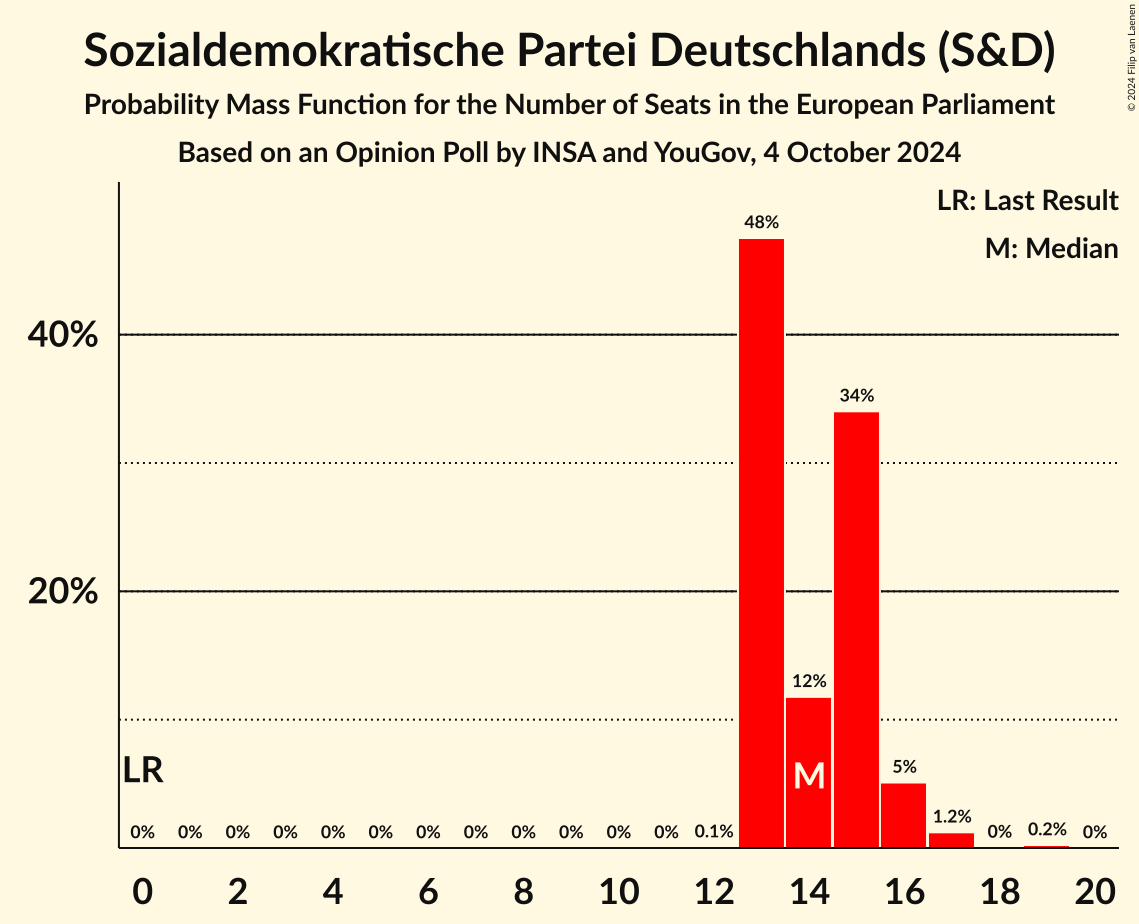 Sozialdemokratische Partei Deutschlands (S&D)
Probability Mass Function for the Number of Seats in the European Parliament
Based on an Opinion Poll by INSA and YouGov, 4 October 2024
© 2024 Filip van Laenen
LR: Last Result
M: Median
48%
40%
34%
20%
12%
LR
M
5%
1.2%
0% 0% 0% 0% 0% 0% 0% 0% 0% 0% 0% 0% 0.1% 0% 0.2% 0%
0 2 4 6 8 10 12 14 16 18 20